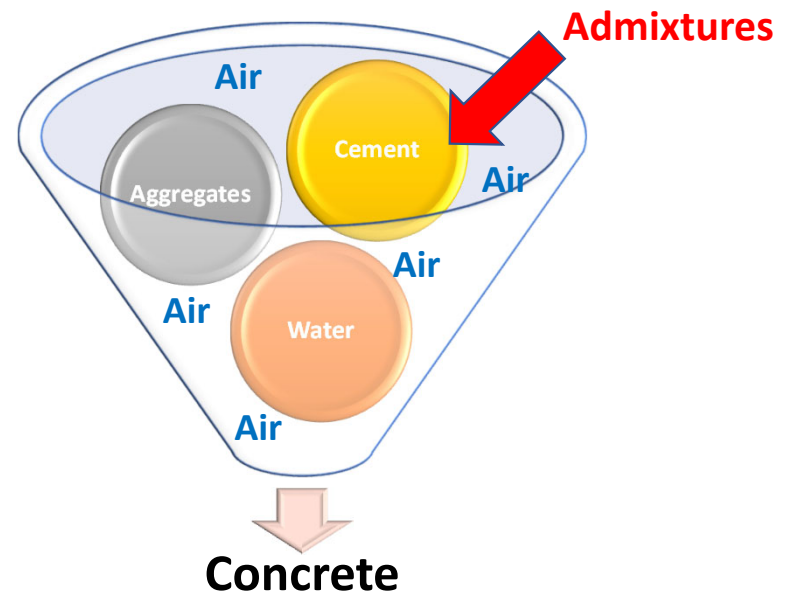 Admixtures
Air
Cement
Air
Aggregates
Air
Air
Water
Air
Concrete